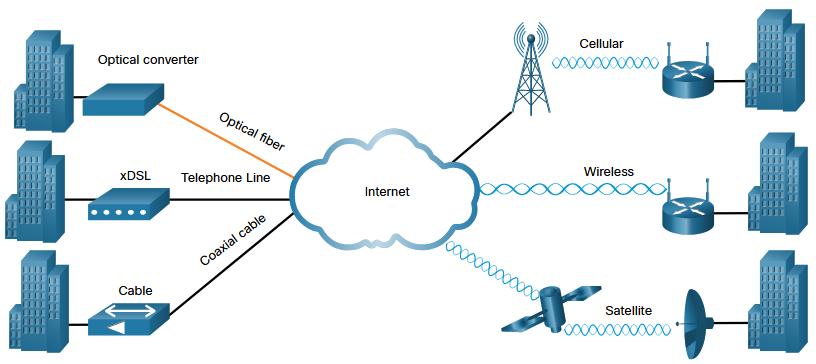 Optical converter
Optical fiber
xDSL
Telephone Line
Cable
Coaxial cable
Internet
Cellular
Wireless
Satellite